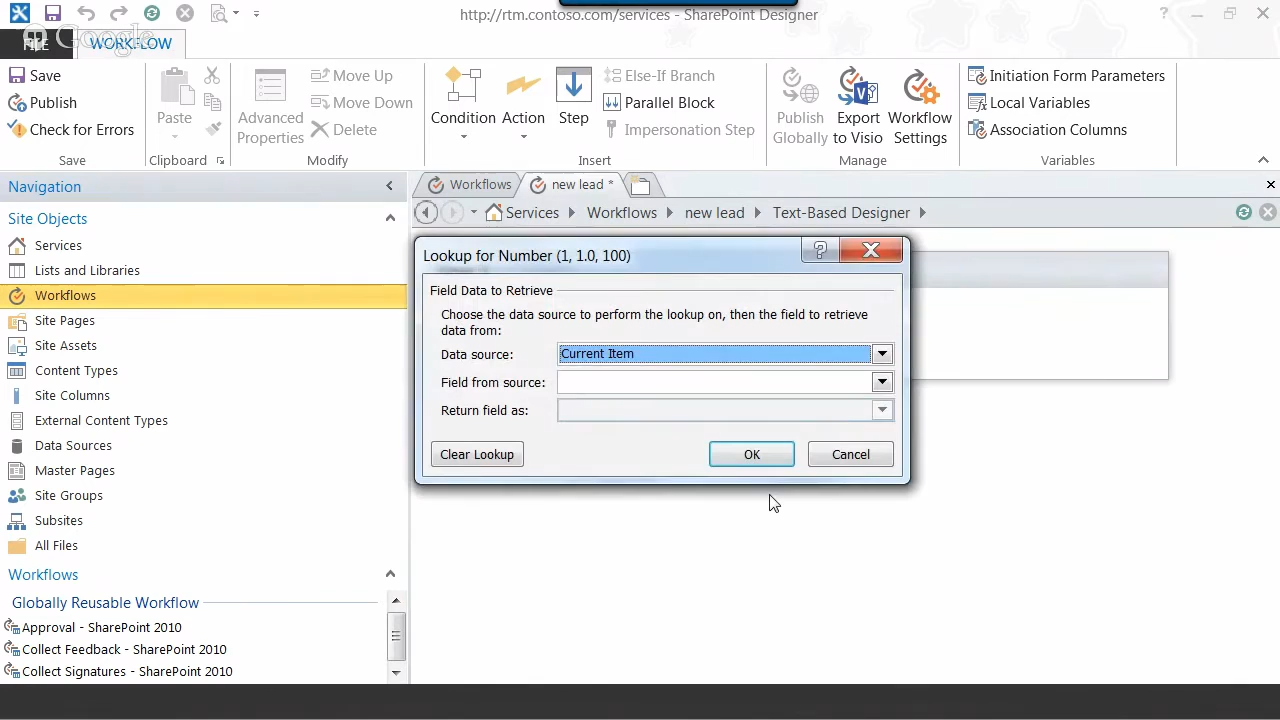 http://rtm.contoso.com/services - SharePoint Designer
?
Google
FILE
WORKFLOW
Save
Publish
Check for Errors
Save
Paste
Clipboard
Advanced
Properties
Move Up
Move Down
Delete
Modify
Condition
Action
Step
Else-If Branch
Parallel Block
Impersonation Step
Insert
Publish
Globally
Export
to Visio
Workflow
Settings
Manage
Initiation Form Parameters
Local Variables
Association Columns
Variables
Navigation
Site Objects
Services
Lists and Libraries
Workflows
Site Pages
Site Assets
Content Types
Site Columns
External Content Types
Data Sources
Master Pages
Site Groups
Subsites
All Files
Workflows
Globally Reusable Workflow
Approval - SharePoint 2010
Collect Feedback - SharePoint 2010
Collect Signatures - SharePoint 2010
Workflows
new lead *
Services
Workflows
new lead
Text-Based Designer
Lookup for Number (1, 1.0, 100)
?
Field Data to Retrieve
Choose the data source to perform the lookup on, then the field to retrieve
data from:
Data source:
Current Item
Field from source:
Return field as:
Clear Lookup
OK
Cancel